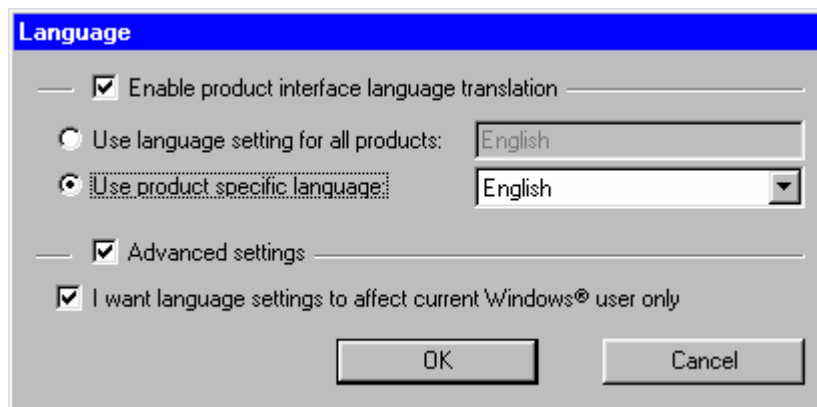 Language
Enable product interface language translation
Use language setting for all products: English
Use product specific language: English
Advanced settings
I want language settings to affect current Windows® user only
OK Cancel